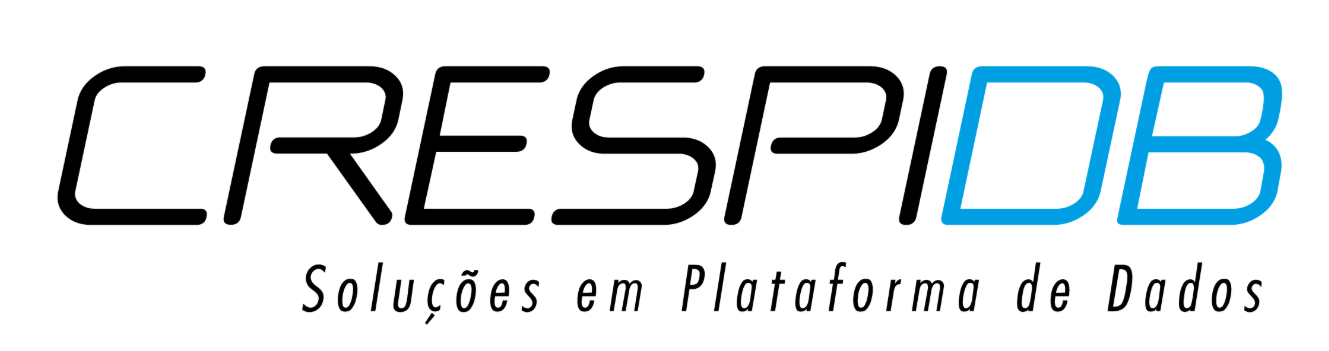 CRESPIDB
Soluções em Plataforma de Dados